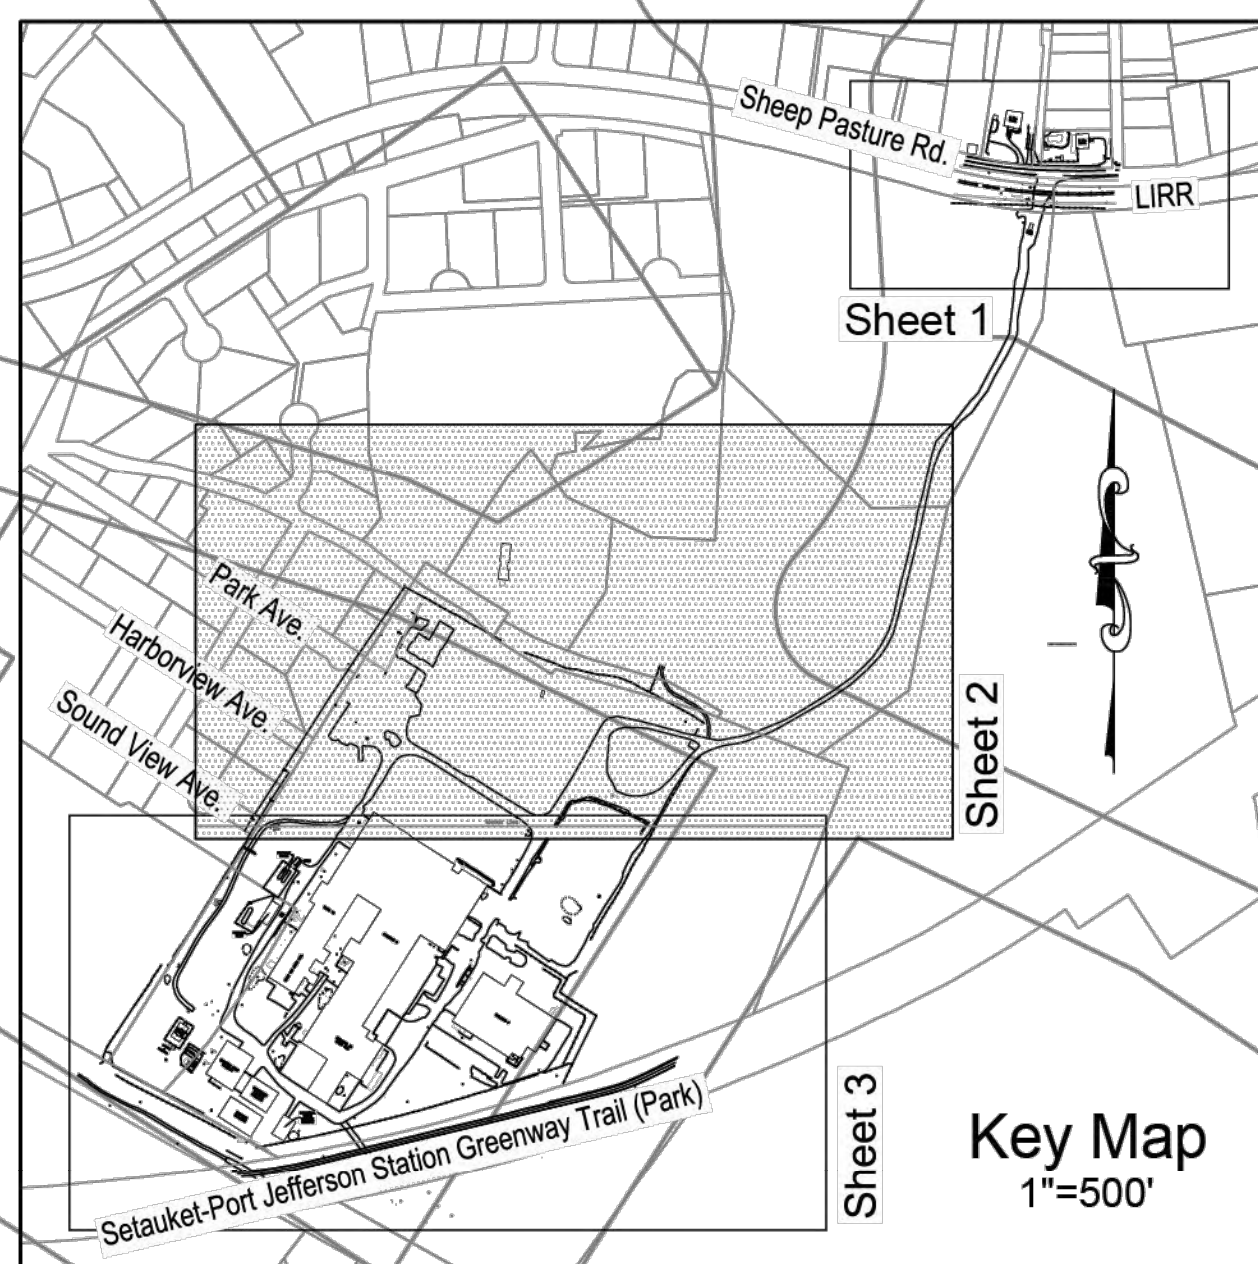 Sheep Pasture Rd.
LIRR
Sheet 1
Park Ave.
Harborview Ave.
Sound View Ave.
Sheet 2
Sheet 3
Setauket-Port Jefferson Station Greenway Trail (Park)
Key Map
1"=500'